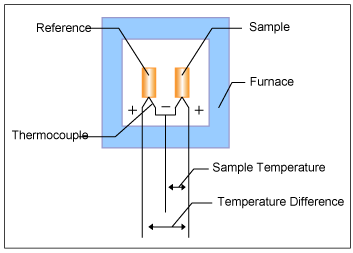 Reference
Sample
Furnace
+ − +
Thermocouple
Sample Temperature
Temperature Difference